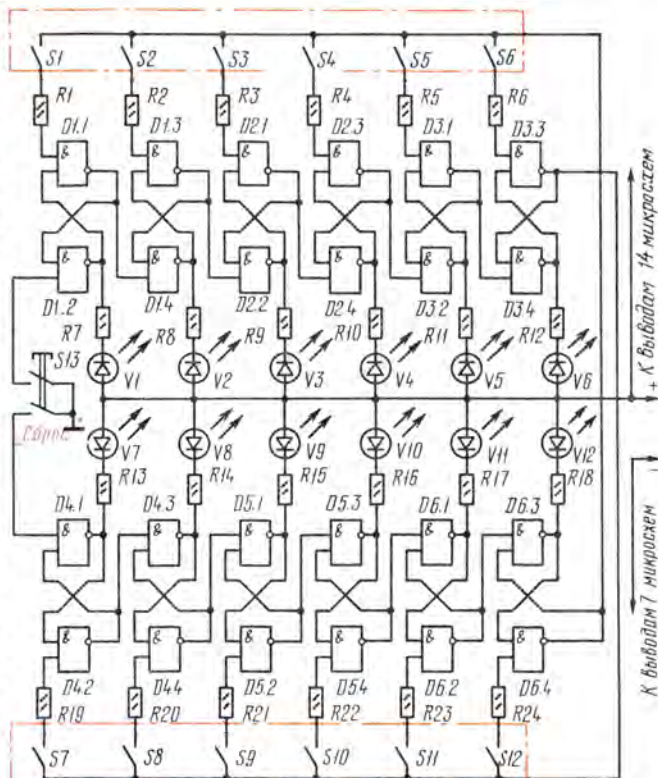 S1 S2 S3 S4 S5 S6
R1 R2 R3 R4 R5 R6
D1.1 D1.3 D2.1 D2.3 D3.1 D3.3
& & & & & &
& & & & & &
D1.2 D1.4 D2.2 D2.4 D3.2 D3.4
R7 R8 R9 R10 R11 R12
S13
V1 V2 V3 V4 V5 V6
Сброс
V7 V8 V9 V10 V11 V12
R13 R14 R15 R16 R17 R18
D4.1 D4.3 D5.1 D5.3 D6.1 D6.3
& & & & & &
& & & & & &
D4.2 D4.4 D5.2 D5.4 D6.2 D6.4
R19 R20 R21 R22 R23 R24
S7 S8 S9 S10 S11 S12
К выводам 14 микросхем
+
−
К выводам 7 микросхем